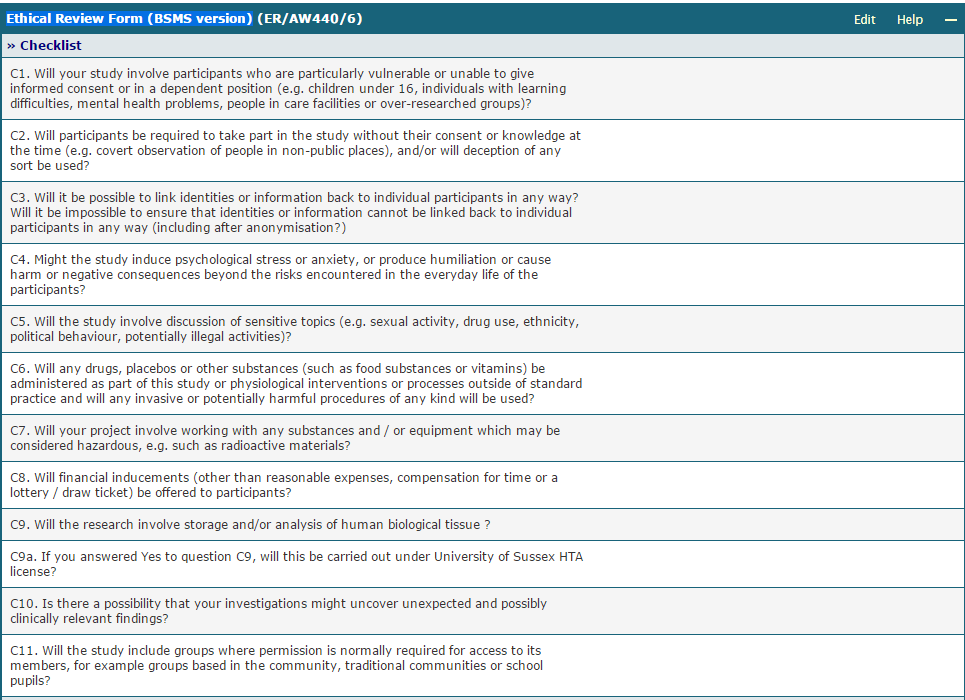 Ethical Review Form (BSMS version) (ER/AW440/6)
Edit Help
» Checklist
C1. Will your study involve participants who are particularly vulnerable or unable to give
informed consent or in a dependent position (e.g. children under 16, individuals with learning
difficulties, mental health problems, people in care facilities or over-researched groups)?
C2. Will participants be required to take part in the study without their consent or knowledge at
the time (e.g. covert observation of people in non-public places), and/or will deception of any
sort be used?
C3. Will it be possible to link identities or information back to individual participants in any way?
Will it be impossible to ensure that identities or information cannot be linked back to individual
participants in any way (including after anonymisation?)
C4. Might the study induce psychological stress or anxiety, or produce humiliation or cause
harm or negative consequences beyond the risks encountered in the everyday life of the
participants?
C5. Will the study involve discussion of sensitive topics (e.g. sexual activity, drug use, ethnicity,
political behaviour, potentially illegal activities)?
C6. Will any drugs, placebos or other substances (such as food substances or vitamins) be
administered as part of this study or physiological interventions or processes outside of standard
practice and will any invasive or potentially harmful procedures of any kind will be used?
C7. Will your project involve working with any substances and / or equipment which may be
considered hazardous, e.g. such as radioactive materials?
C8. Will financial inducements (other than reasonable expenses, compensation for time or a
lottery / draw ticket) be offered to participants?
C9. Will the research involve storage and/or analysis of human biological tissue ?
C9a. If you answered Yes to question C9, will this be carried out under University of Sussex HTA
license?
C10. Is there a possibility that your investigations might uncover unexpected and possibly
clinically relevant findings?
C11. Will the study include groups where permission is normally required for access to its
members, for example groups based in the community, traditional communities or school
pupils?